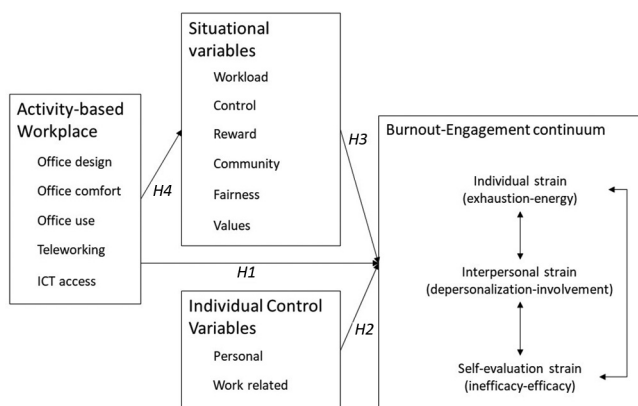 Activity-based
Workplace
Office design
Office comfort
Office use
Teleworking
ICT access
H4
Situational
variables
Workload
Control
Reward
Community
Fairness
Values
H3
H1
Individual Control
Variables
Personal
Work related
H2
Burnout-Engagement continuum
Individual strain
(exhaustion-energy)
Interpersonal strain
(depersonalization-involvement)
Self-evaluation strain
(inefficacy-efficacy)